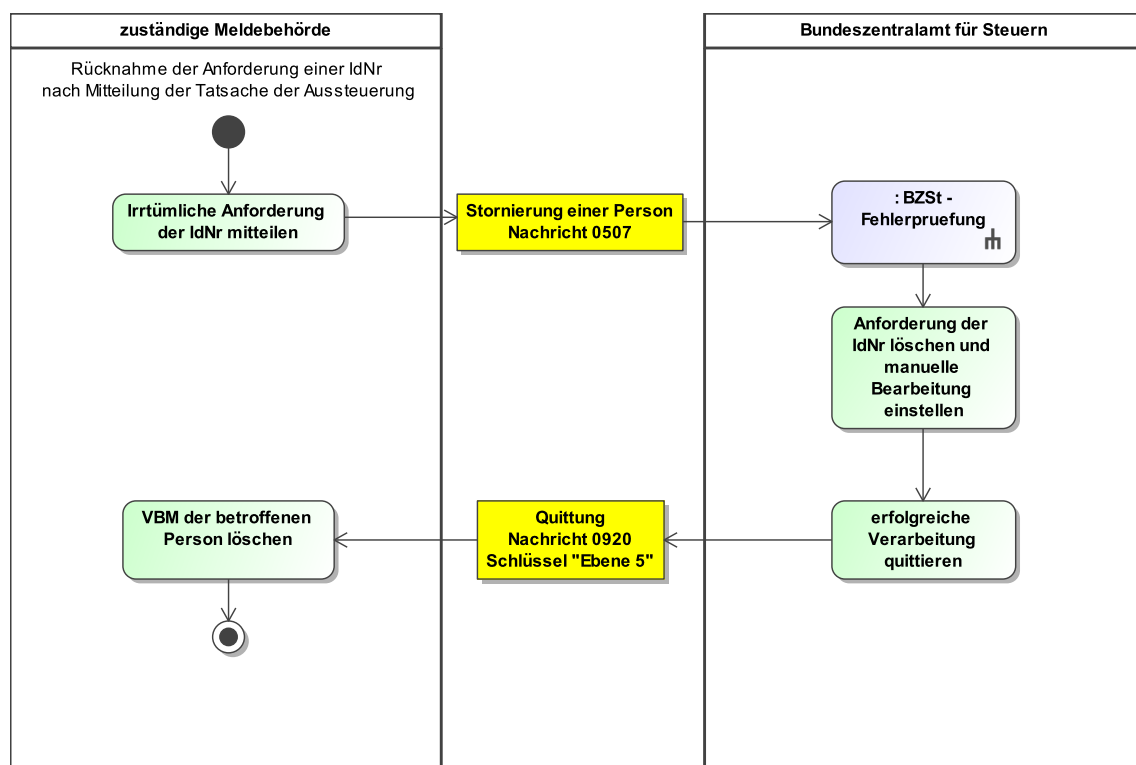 zuständige Meldebehörde
Bundeszentralamt für Steuern
Rücknahme der Anforderung einer IdNr
nach Mitteilung der Tatsache der Aussteuerung
Irrtümliche Anforderung
der IdNr mitteilen
Stornierung einer Person
Nachricht 0507
: BZSt -
Fehlerpruefung
Anforderung der
IdNr löschen und
manuelle
Bearbeitung
einstellen
erfolgreiche
Verarbeitung
quittieren
Quittung
Nachricht 0920
Schlüssel "Ebene 5"
VBM der betroffenen
Person löschen